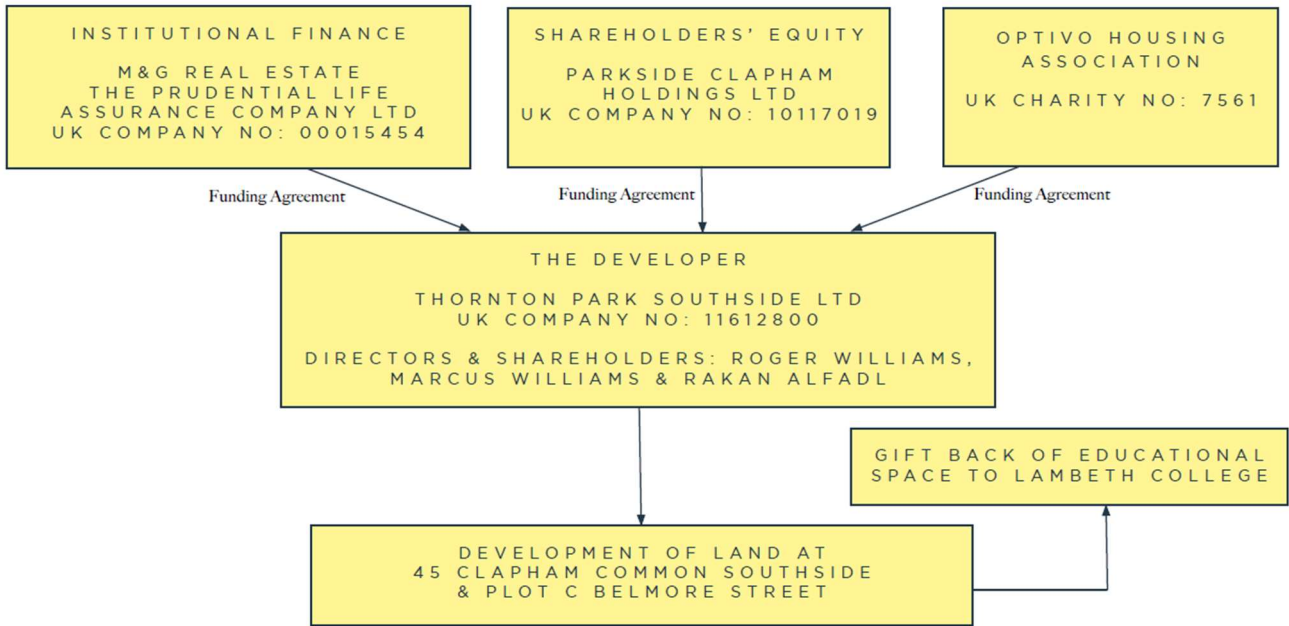 INSTITUTIONAL FINANCE
M&G REAL ESTATE
THE PRUDENTIAL LIFE
ASSURANCE COMPANY LTD
UK COMPANY NO: 00015454
SHAREHOLDERS' EQUITY
PARKSIDE CLAPHAM
HOLDINGS LTD
UK COMPANY NO: 10117019
OPTIVO HOUSING
ASSOCIATION
UK CHARITY NO: 7561
Funding Agreement
Funding Agreement
Funding Agreement
THE DEVELOPER
THORNTON PARK SOUTHSIDE LTD
UK COMPANY NO: 11612800
DIRECTORS & SHAREHOLDERS: ROGER WILLIAMS,
MARCUS WILLIAMS & RAKAN ALFADL
GIFT BACK OF EDUCATIONAL
SPACE TO LAMBETH COLLEGE
DEVELOPMENT OF LAND AT
45 CLAPHAM COMMON SOUTHSIDE
& PLOT C BELMORE STREET